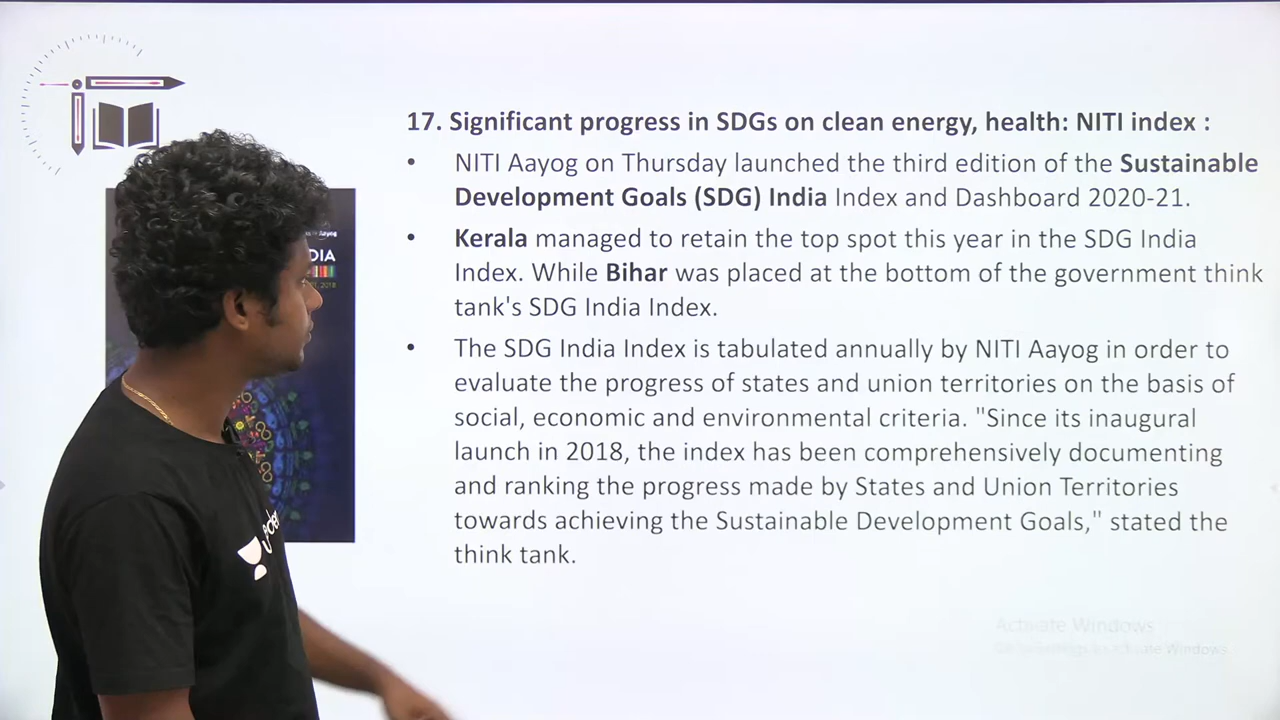 17. Significant progress in SDGs on clean energy, health: NITI index :
• NITI Aayog on Thursday launched the third edition of the Sustainable
Development Goals (SDG) India Index and Dashboard 2020-21.
• Kerala managed to retain the top spot this year in the SDG India
Index. While Bihar was placed at the bottom of the government think
tank's SDG India Index.
• The SDG India Index is tabulated annually by NITI Aayog in order to
evaluate the progress of states and union territories on the basis of
social, economic and environmental criteria. "Since its inaugural
launch in 2018, the index has been comprehensively documenting
and ranking the progress made by States and Union Territories
towards achieving the Sustainable Development Goals," stated the
think tank.
Aayog
DIA
2018
Activate Windows
Windows